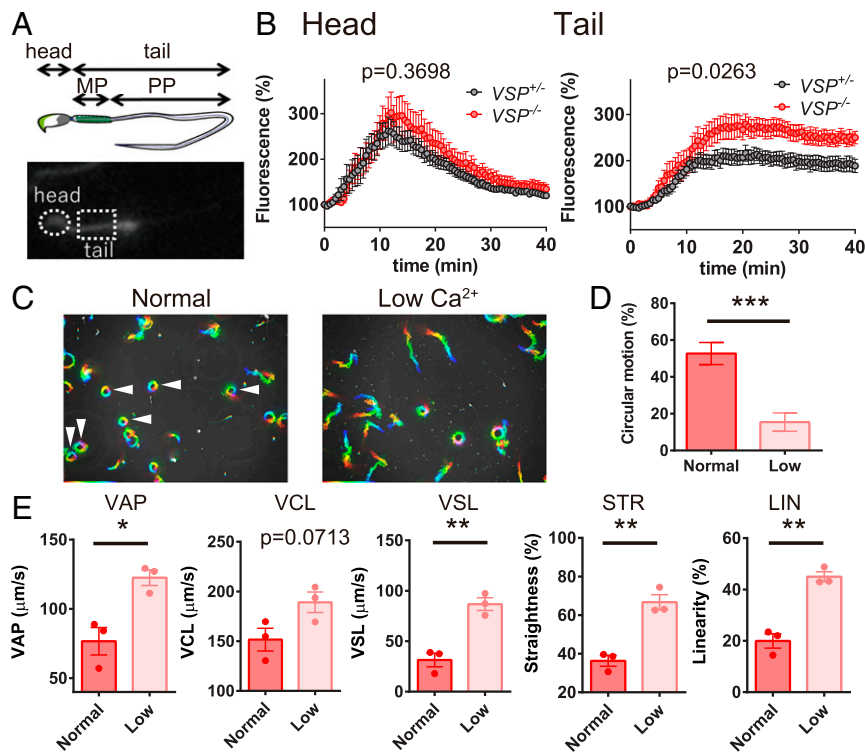 A
head
tail
MP
PP
head
tail
B
Head
p=0.3698
VSP+/-
VSP-/-
Fluorescence (%)
300
200
100
0
10
20
30
40
time (min)
Tail
p=0.0263
VSP+/-
VSP-/-
Fluorescence (%)
300
200
100
0
10
20
30
40
time (min)
C
Normal
Low Ca2+
D
***
Circular motion (%)
80
60
40
20
0
Normal
Low
E
VAP
*
VAP (μm/s)
150
100
50
Normal
Low
VCL
p=0.0713
VCL (μm/s)
250
200
150
100
Normal
Low
VSL
**
VSL (μm/s)
150
100
50
0
Normal
Low
STR
**
Straightness (%)
100
80
60
40
20
Normal
Low
LIN
**
Linearity (%)
60
40
20
0
Normal
Low